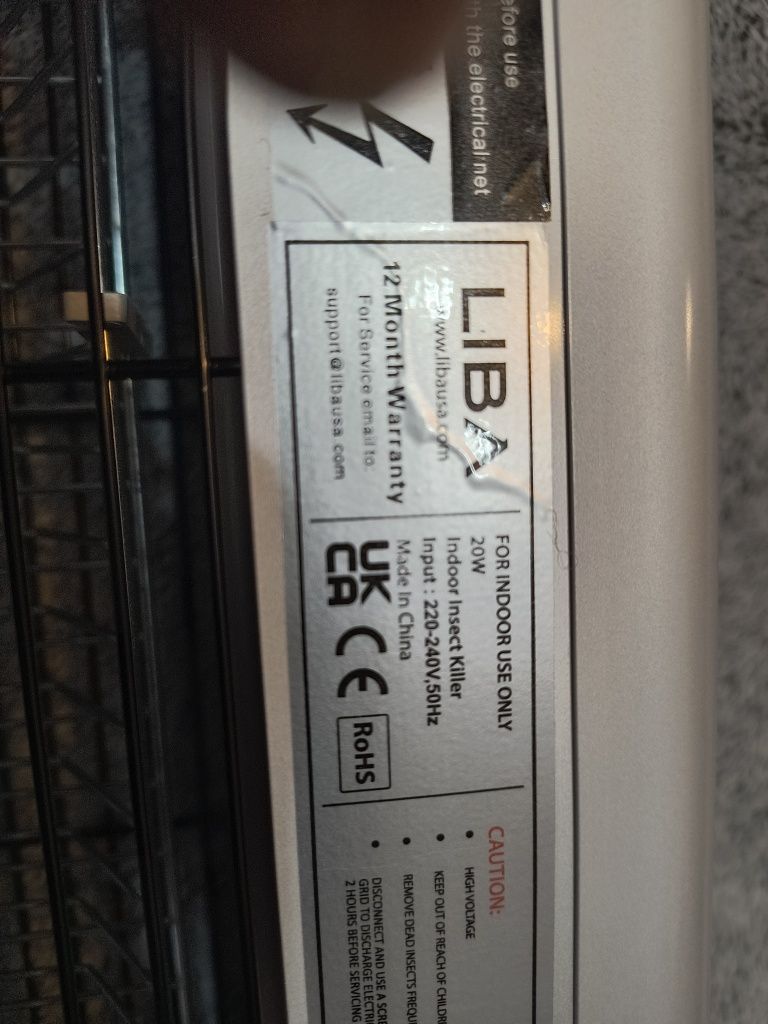 efore use
the electrical net
LIBA
www.libausa.com
12 Month Warranty
For Service email to:
support@libausa.com
FOR INDOOR USE ONLY
20W
Indoor Insect Killer
Input : 220-240V,50Hz
Made In China
UK
CA
CE
RoHS
CAUTION:
• HIGH VOLTAGE
• KEEP OUT OF REACH OF CHILDR
• REMOVE DEAD INSECTS FREQU
• DISCONNECT AND USE A SCRE
GRID TO DISCHARGE ELECTRI
2 HOURS BEFORE SERVICING